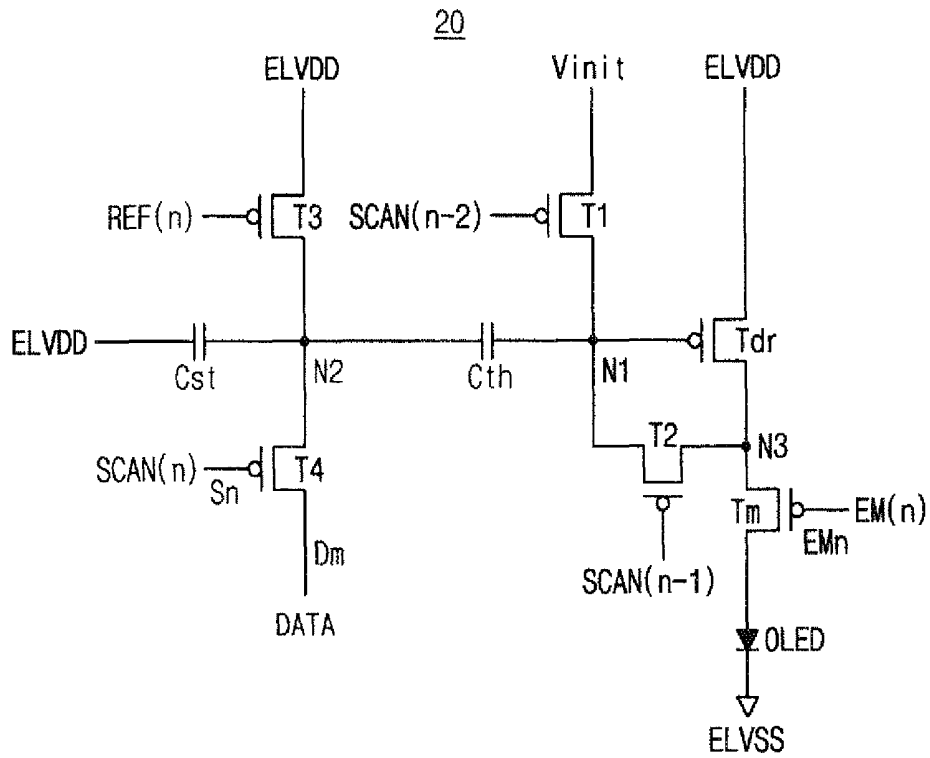 20
ELVDD Vinit ELVDD
REF(n) T3 SCAN(n-2) T1
ELVDD Cst N2 Cth N1 Tdr
SCAN(n) Sn T4 T2 N3
Dm Tm EM(n)
EMn
DATA SCAN(n-1)
OLED
ELVSS